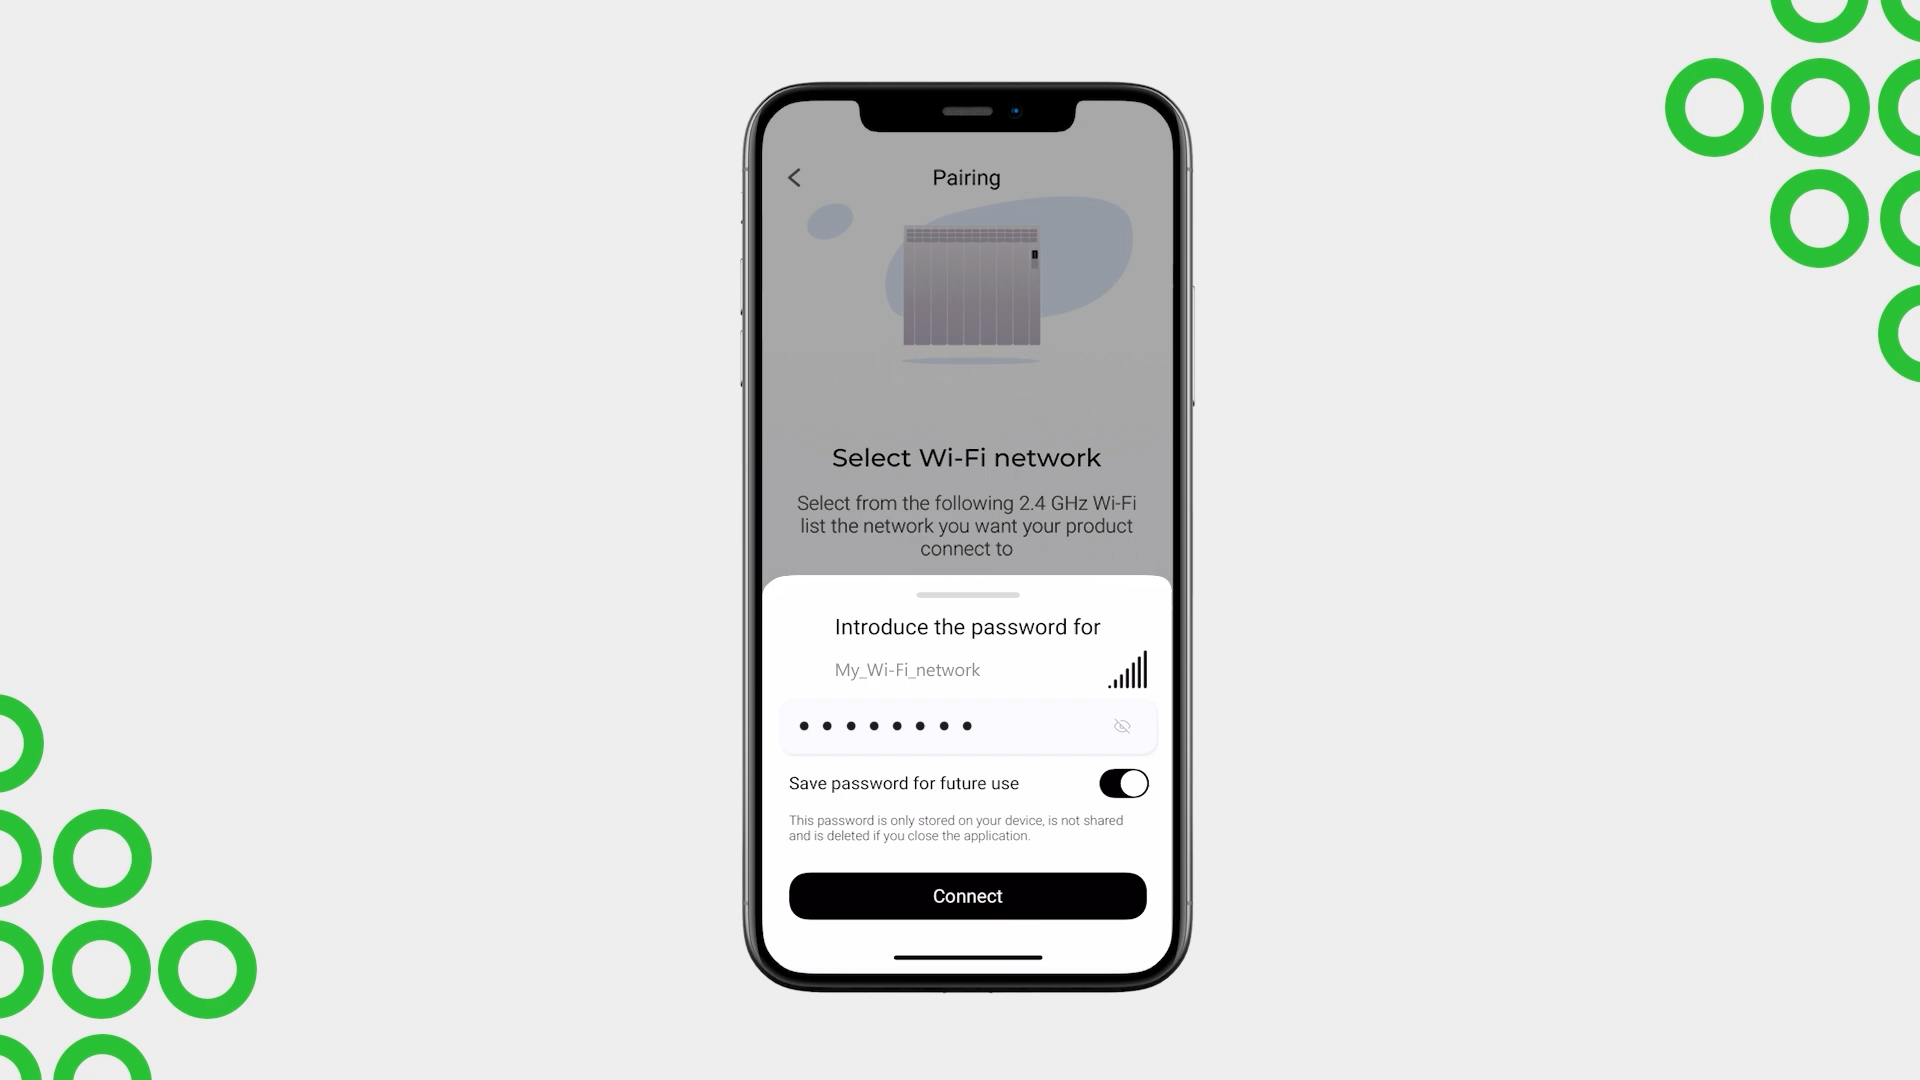 Pairing
Select Wi-Fi network
Select from the following 2.4 GHz Wi-Fi
list the network you want your product
connect to
Introduce the password for
My_Wi-Fi_network
Save password for future use
This password is only stored on your device, is not shared
and is deleted if you close the application.
Connect